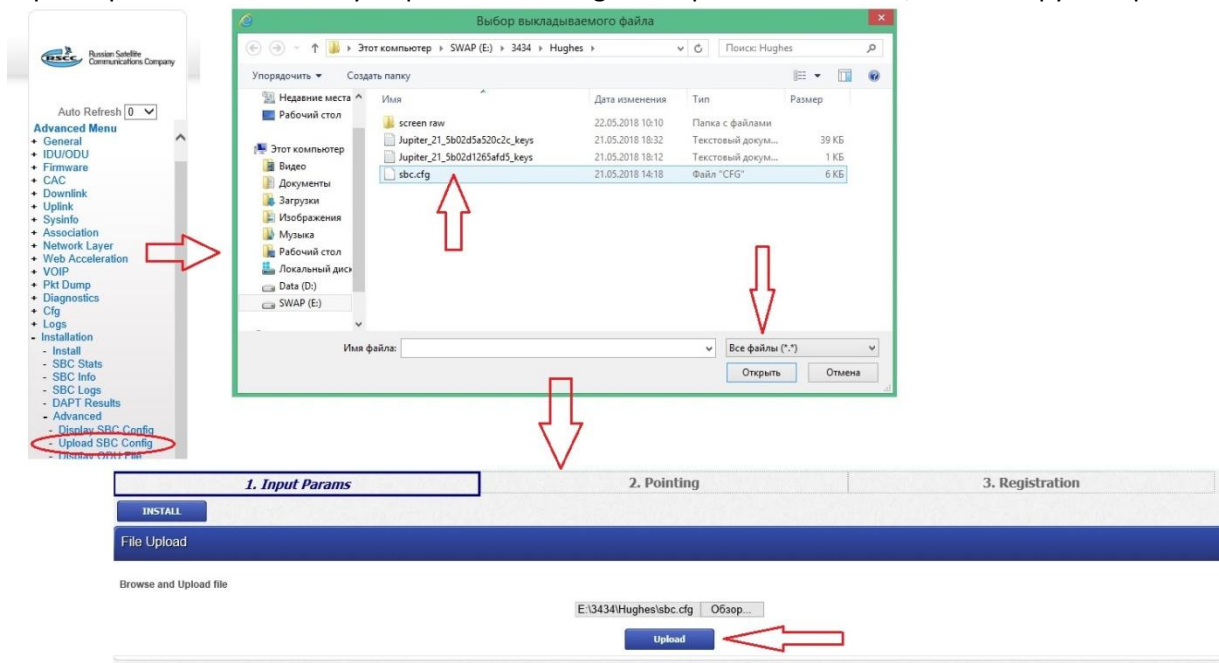 Выбор выкладываемого файла
RSCC Russian Satellite
Communications Company
Этот компьютер SWAP (E:) 3434 Hughes
Поиск: Hughes
Упорядочить Создать папку
Auto Refresh 0
Advanced Menu
+ General
+ IDU/ODU
+ Firmware
+ CAC
+ Downlink
+ Uplink
+ Sysinfo
+ Association
+ Network Layer
+ Web Acceleration
+ VOIP
+ Pkt Dump
+ Diagnostics
+ Cfg
+ Logs
- Installation
- Install
- SBC Stats
- SBC Info
- SBC Logs
- DAPT Results
- Advanced
- Display SBC Config
- Upload SBC Config
- Display ODU File
Недавние места
Рабочий стол
Этот компьютер
Видео
Документы
Загрузки
Изображения
Музыка
Рабочий стол
Локальный диск
Data (D:)
SWAP (E:)
Имя Дата изменения Тип Размер
screen raw 22.05.2018 10:10 Папка с файлами
Jupiter_21_5b02d5a520c2c_keys 21.05.2018 18:32 Текстовый докум... 39 КБ
Jupiter_21_5b02d1265afd5_keys 21.05.2018 18:12 Текстовый докум... 1 КБ
sbc.cfg 21.05.2018 14:18 Файл "CFG" 6 КБ
Имя файла: Все файлы (*.*)
Открыть Отмена
1. Input Params 2. Pointing 3. Registration
INSTALL
File Upload
Browse and Upload file
E:\3434\Hughes\sbc.cfg Обзор...
Upload